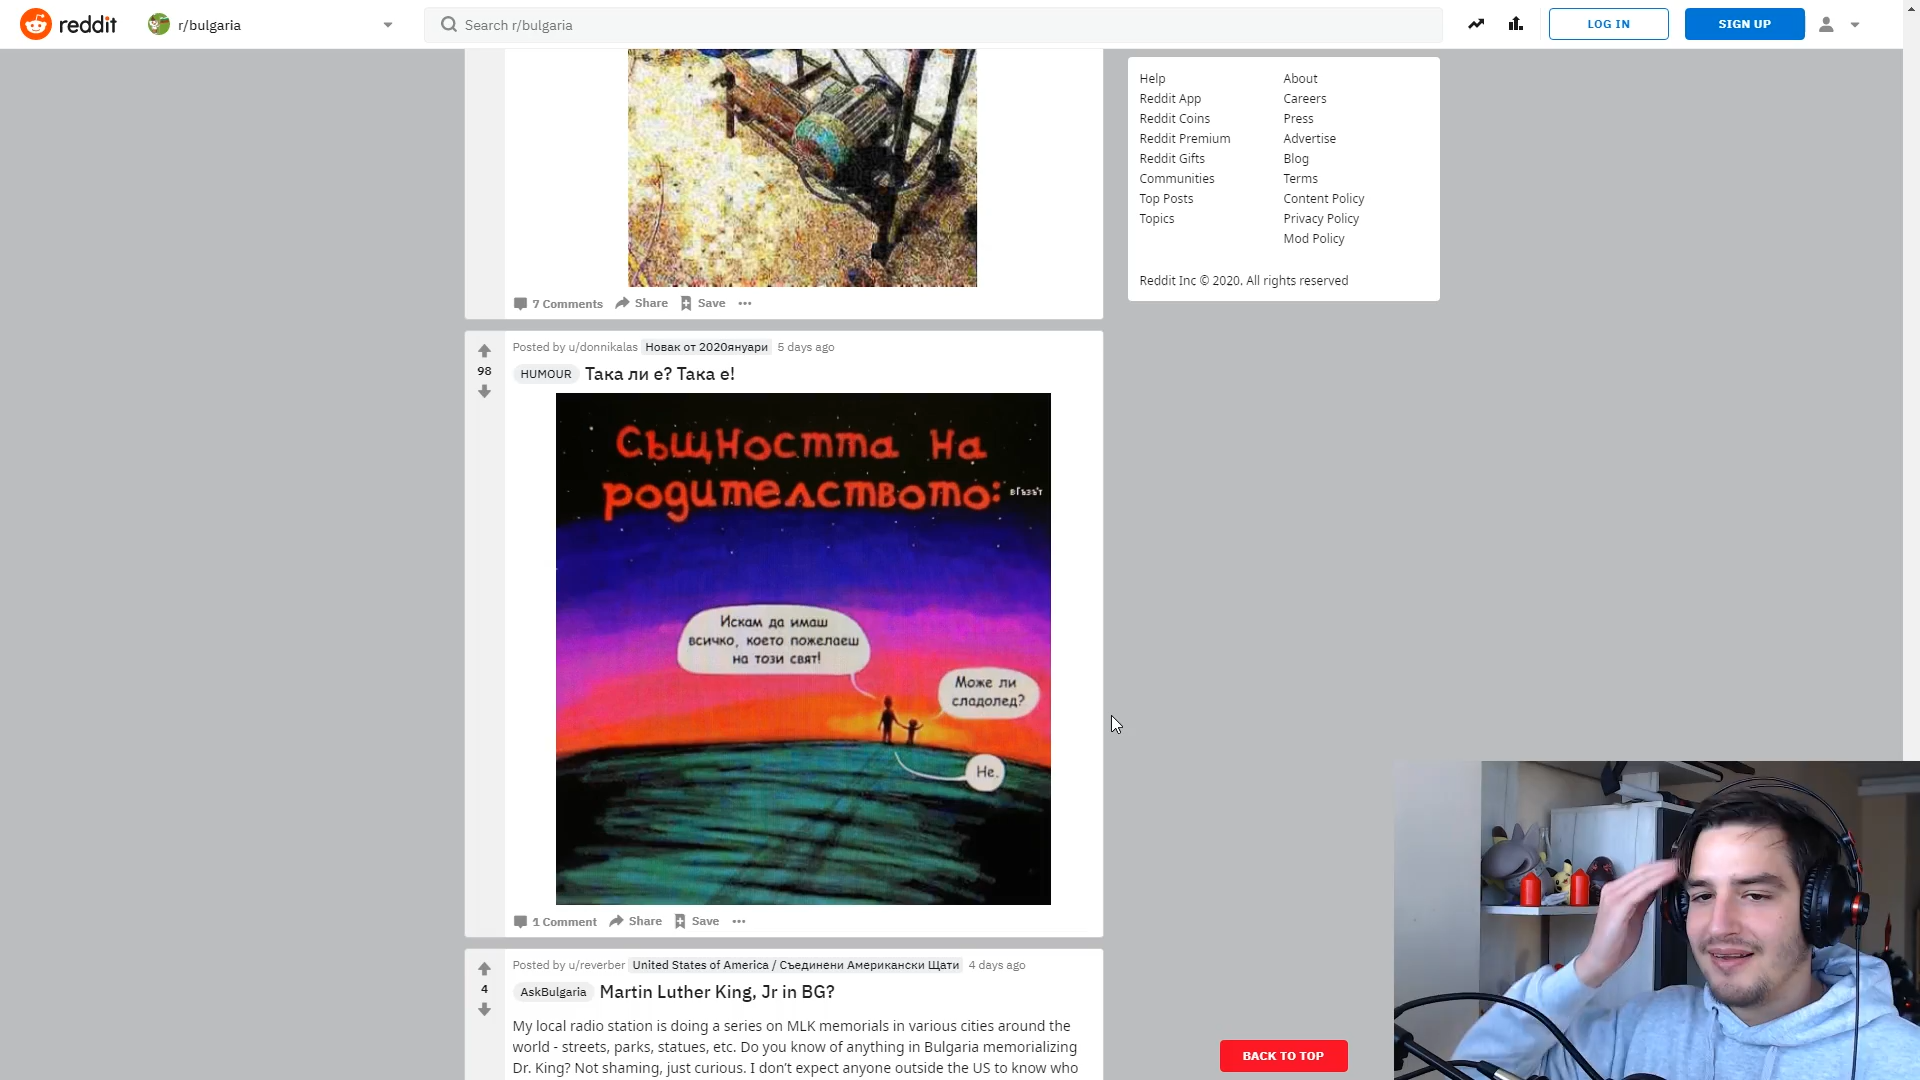 reddit
r/bulgaria
Search r/bulgaria
LOG IN
SIGN UP
Help
Reddit App
Reddit Coins
Reddit Premium
Reddit Gifts
Communities
Top Posts
Topics
About
Careers
Press
Advertise
Blog
Terms
Content Policy
Privacy Policy
Mod Policy
Reddit Inc © 2020. All rights reserved
7 Comments Share Save
Posted by u/donnikalas Новак от 2020януари 5 days ago
98
HUMOUR Така ли е? Така е!
Същността на
родителството:
Искам да имаш
всичко, което пожелаеш
на този свят!
Може ли
сладолед?
Не.
1 Comment Share Save
Posted by u/reverber United States of America / Съединени Американски Щати 4 days ago
4
AskBulgaria Martin Luther King, Jr in BG?
My local radio station is doing a series on MLK memorials in various cities around the
world - streets, parks, statues, etc. Do you know of anything in Bulgaria memorializing
Dr. King? Not shaming, just curious. I don't expect anyone outside the US to know who
BACK TO TOP